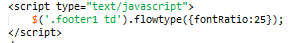 <script type="text/javascript">
$('.footer1 td').flowtype({fontRatio:25});
</script>